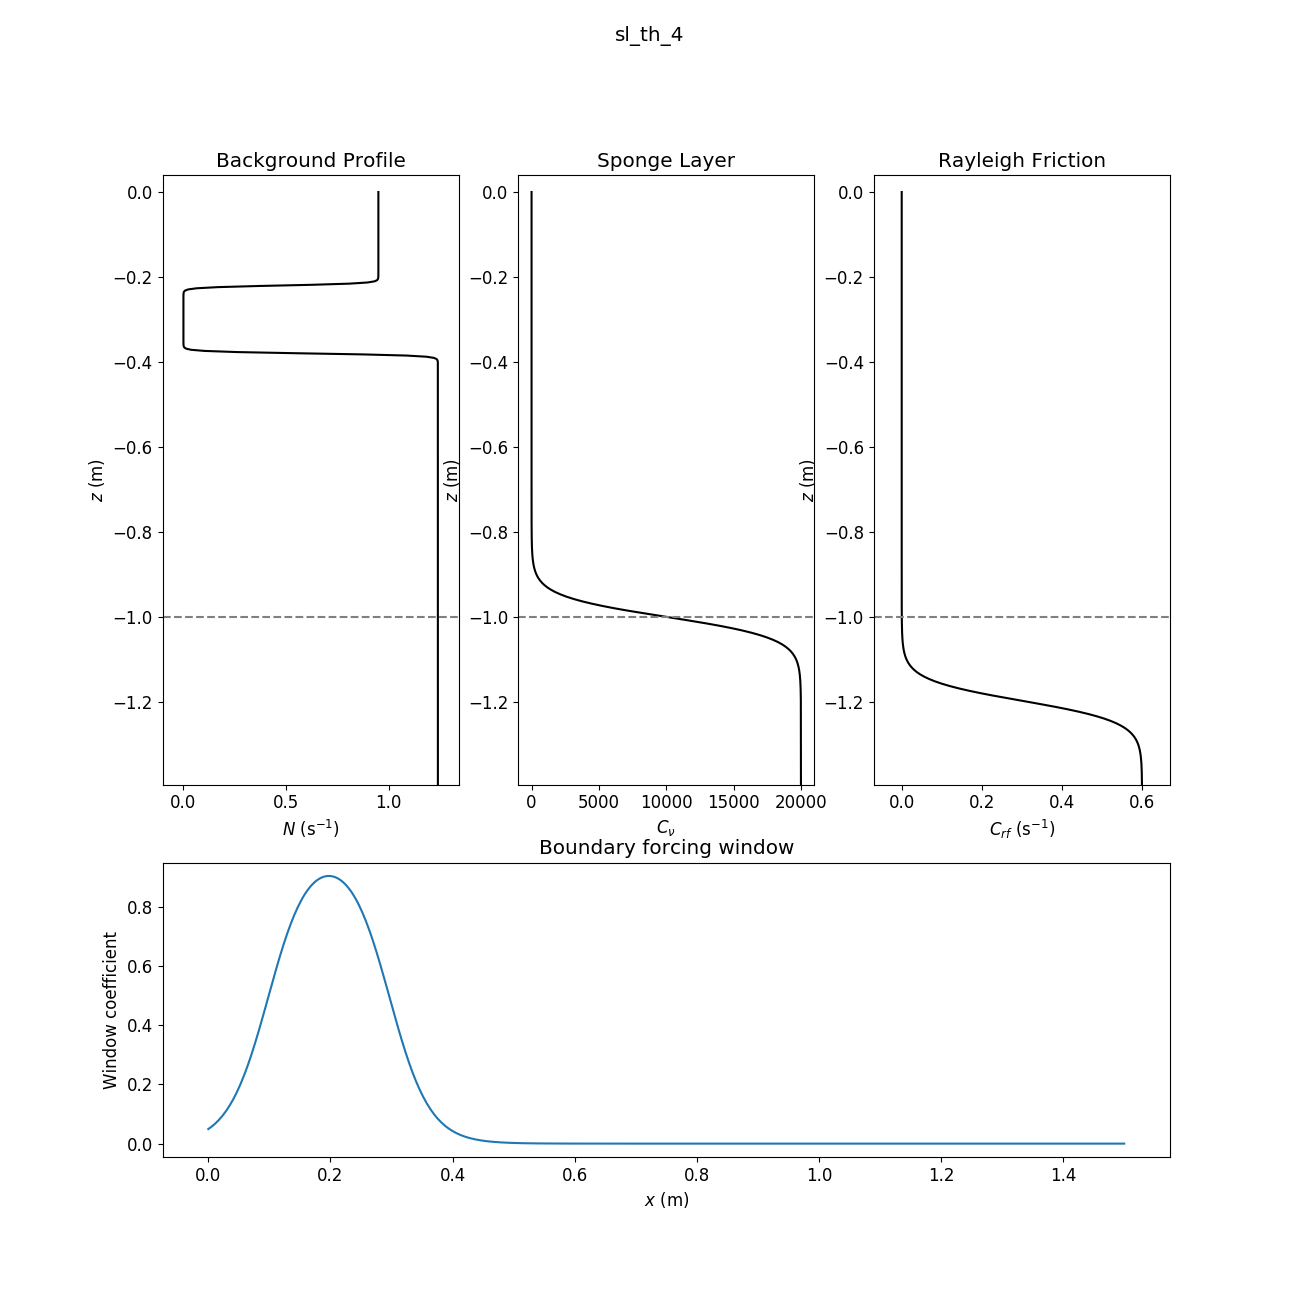 sl_th_4
Background Profile
Sponge Layer
Rayleigh Friction
0.0
−0.2
−0.4
−0.6
−0.8
−1.0
−1.2
z (m)
0.0 0.5 1.0
N (s⁻¹)
0.0
−0.2
−0.4
−0.6
−0.8
−1.0
−1.2
z (m)
0 5000 10000 15000 20000
C_ν
0.0
−0.2
−0.4
−0.6
−0.8
−1.0
−1.2
z (m)
0.0 0.2 0.4 0.6
C_rf (s⁻¹)
Boundary forcing window
Window coefficient
0.8
0.6
0.4
0.2
0.0
0.0 0.2 0.4 0.6 0.8 1.0 1.2 1.4
x (m)